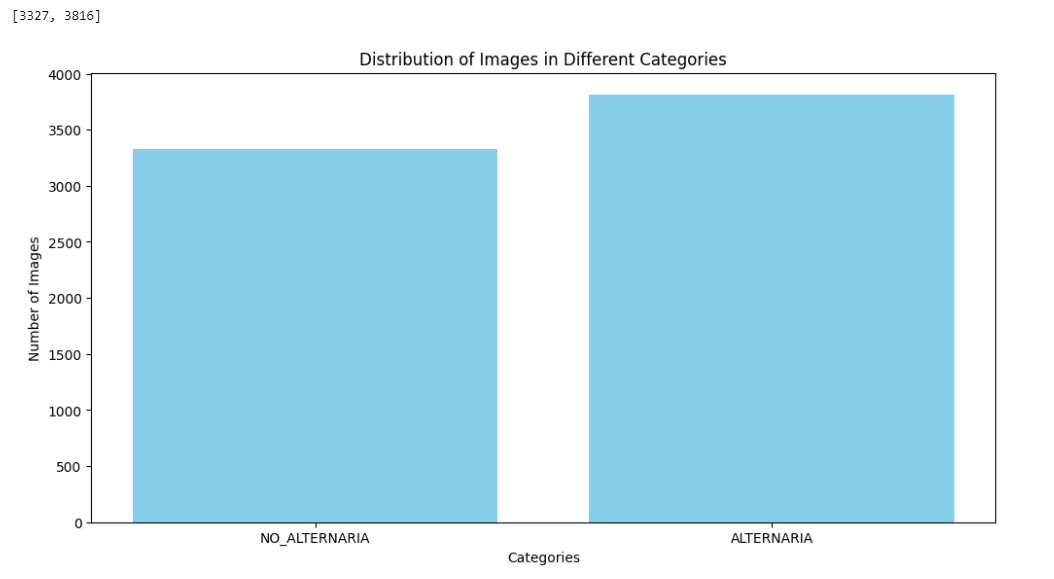 [3327, 3816]
Distribution of Images in Different Categories
4000
3500
3000
2500
2000
1500
1000
500
0
Number of Images
NO_ALTERNARIA ALTERNARIA
Categories